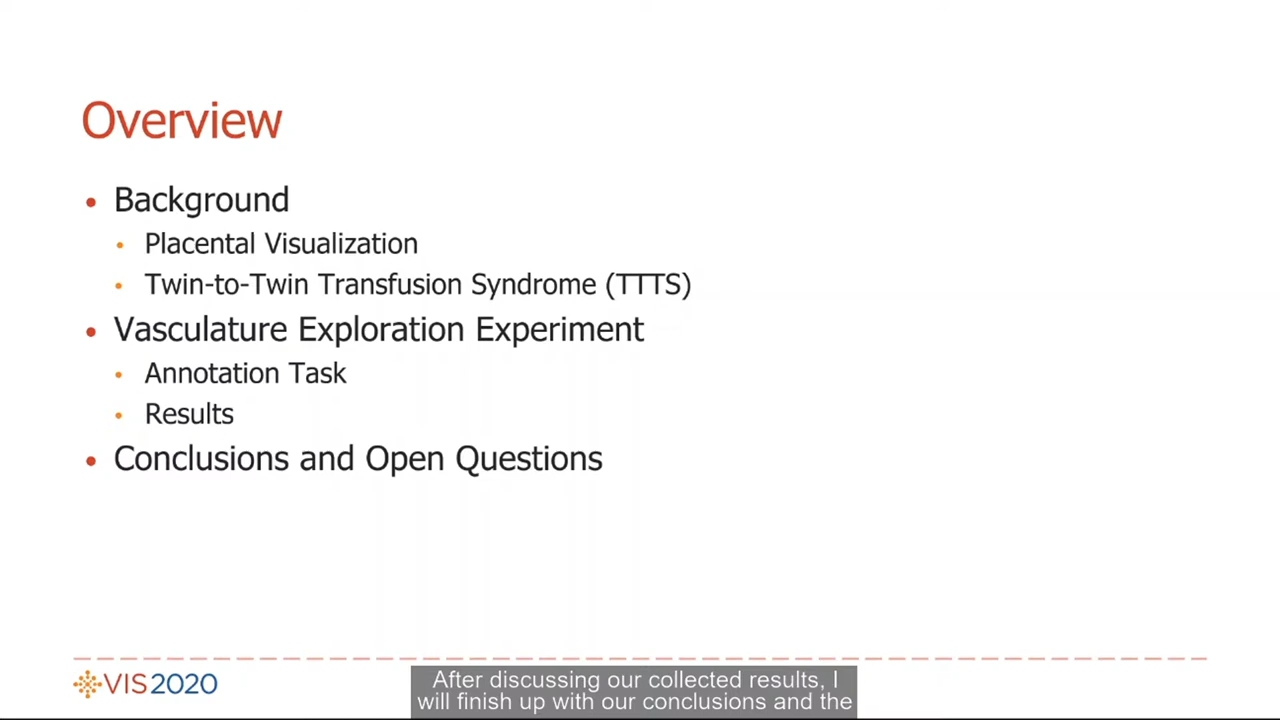 Overview
• Background
• Placental Visualization
• Twin-to-Twin Transfusion Syndrome (TTTS)
• Vasculature Exploration Experiment
• Annotation Task
• Results
• Conclusions and Open Questions
VIS2020
After discussing our collected results, I
will finish up with our conclusions and the